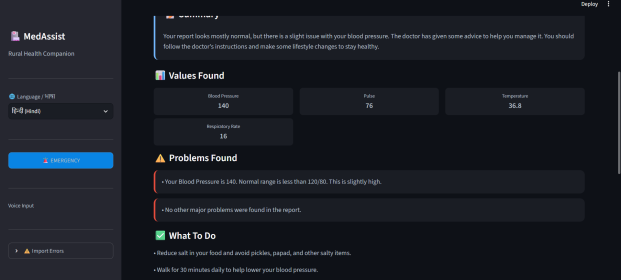 Deploy
MedAssist
Rural Health Companion
Language / भाषा
हिन्दी (Hindi)
EMERGENCY
Voice Input
Import Errors
Summary
Your report looks mostly normal, but there is a slight issue with your blood pressure. The doctor has given some advice to help you manage it. You should
follow the doctor's instructions and make some lifestyle changes to stay healthy.
Values Found
Blood Pressure
140
Pulse
76
Temperature
36.8
Respiratory Rate
16
Problems Found
• Your Blood Pressure is 140. Normal range is less than 120/80. This is slightly high.
• No other major problems were found in the report.
What To Do
• Reduce salt in your food and avoid pickles, papad, and other salty items.
• Walk for 30 minutes daily to help lower your blood pressure.